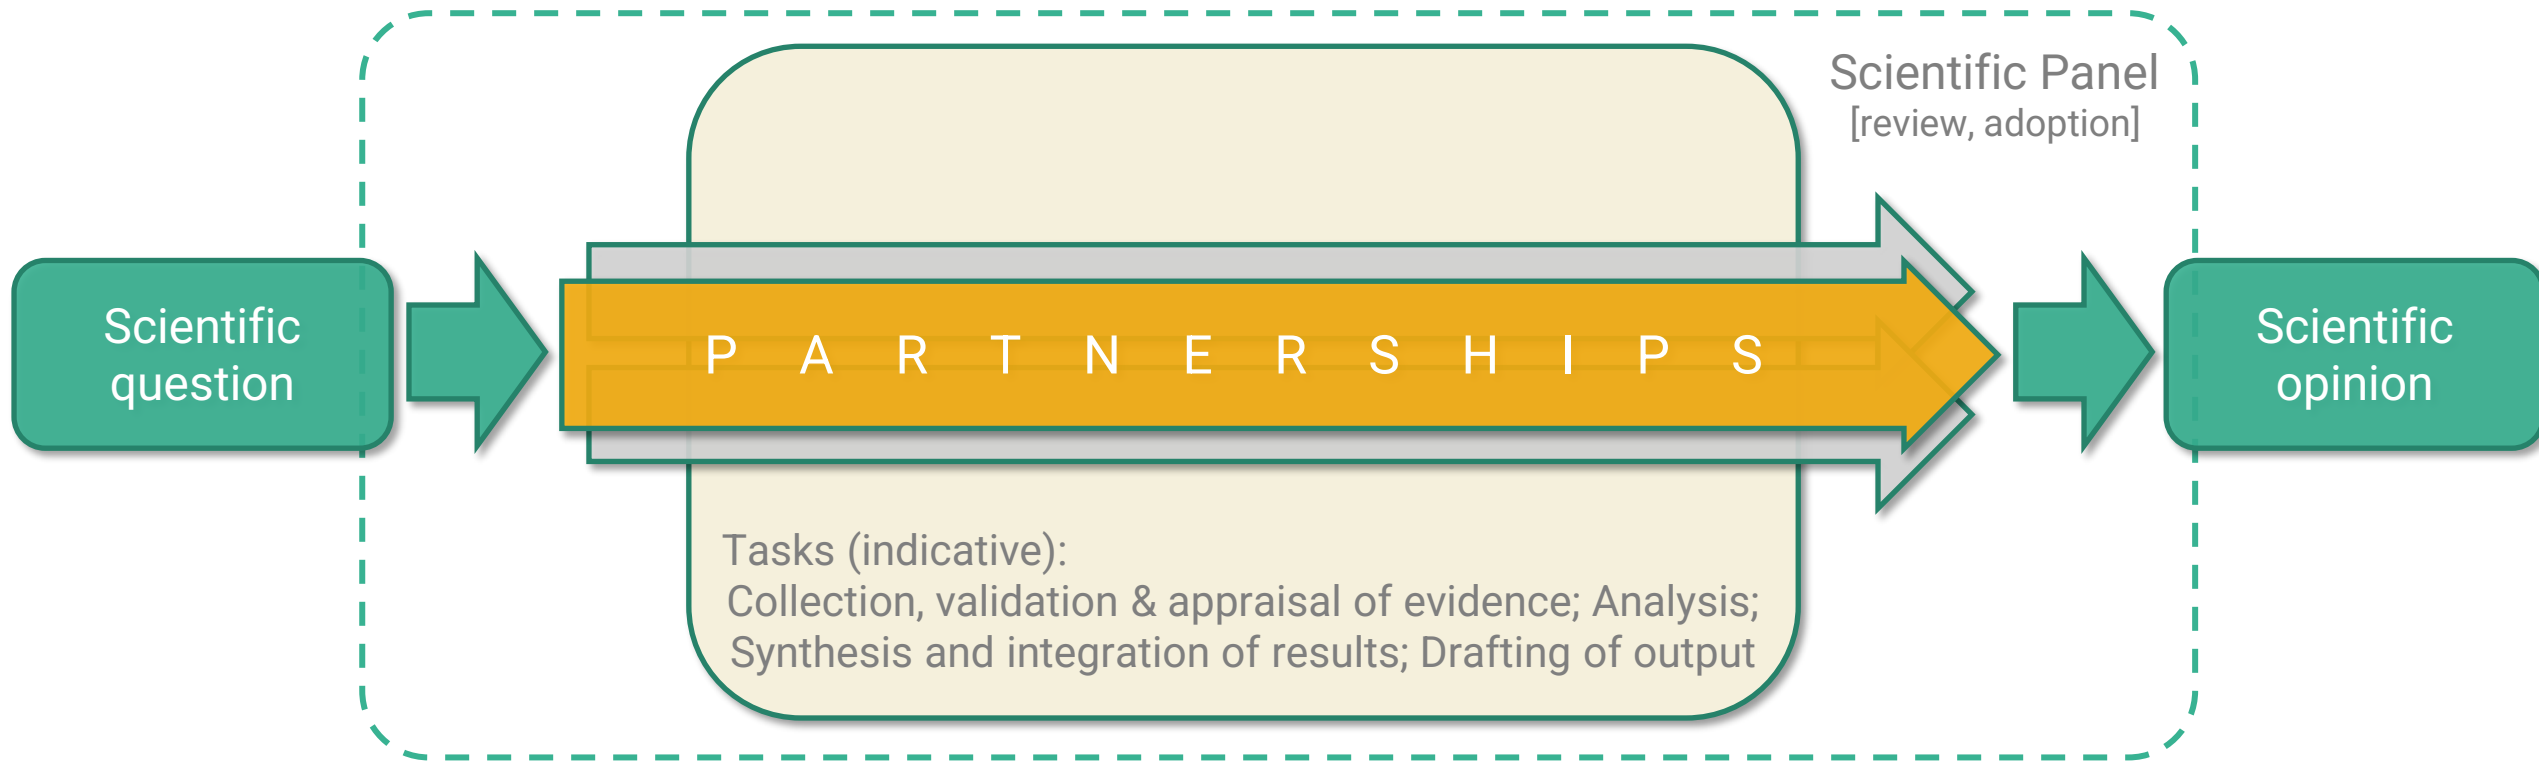 Scientific Panel
[review, adoption]
Scientific
question
P A R T N E R S H I P S
Scientific
opinion
Tasks (indicative):
Collection, validation & appraisal of evidence; Analysis;
Synthesis and integration of results; Drafting of output